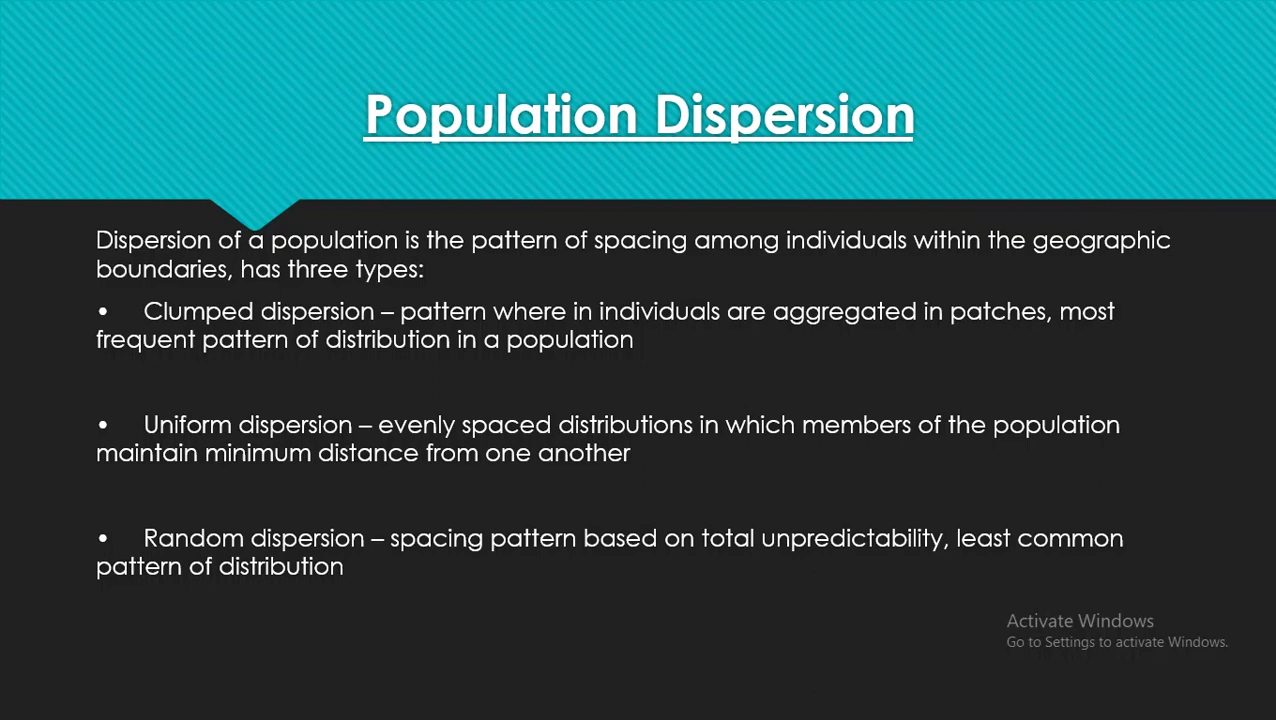 Population Dispersion
Dispersion of a population is the pattern of spacing among individuals within the geographic
boundaries, has three types:
• Clumped dispersion – pattern where in individuals are aggregated in patches, most
frequent pattern of distribution in a population
• Uniform dispersion – evenly spaced distributions in which members of the population
maintain minimum distance from one another
• Random dispersion – spacing pattern based on total unpredictability, least common
pattern of distribution
Activate Windows
Go to Settings to activate Windows.